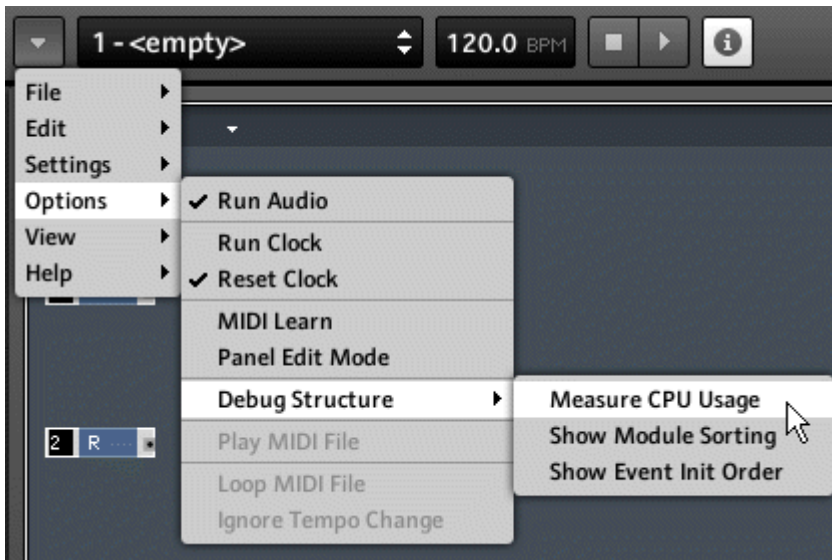 1 - <empty>
120.0 BPM
i
File
Edit
Settings
Options
View
Help
Run Audio
Run Clock
Reset Clock
MIDI Learn
Panel Edit Mode
Debug Structure
Play MIDI File
Loop MIDI File
Ignore Tempo Change
Measure CPU Usage
Show Module Sorting
Show Event Init Order
2 R